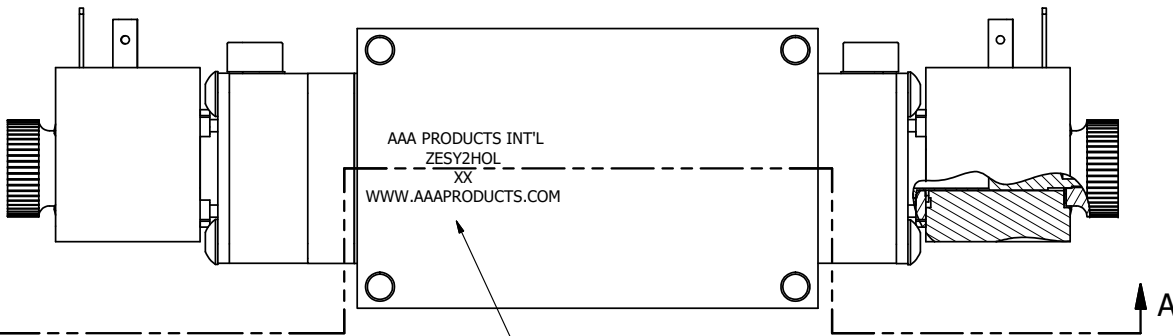 AAA PRODUCTS INT'L
ZESY2HOL
XX
WWW.AAAPRODUCTS.COM
A